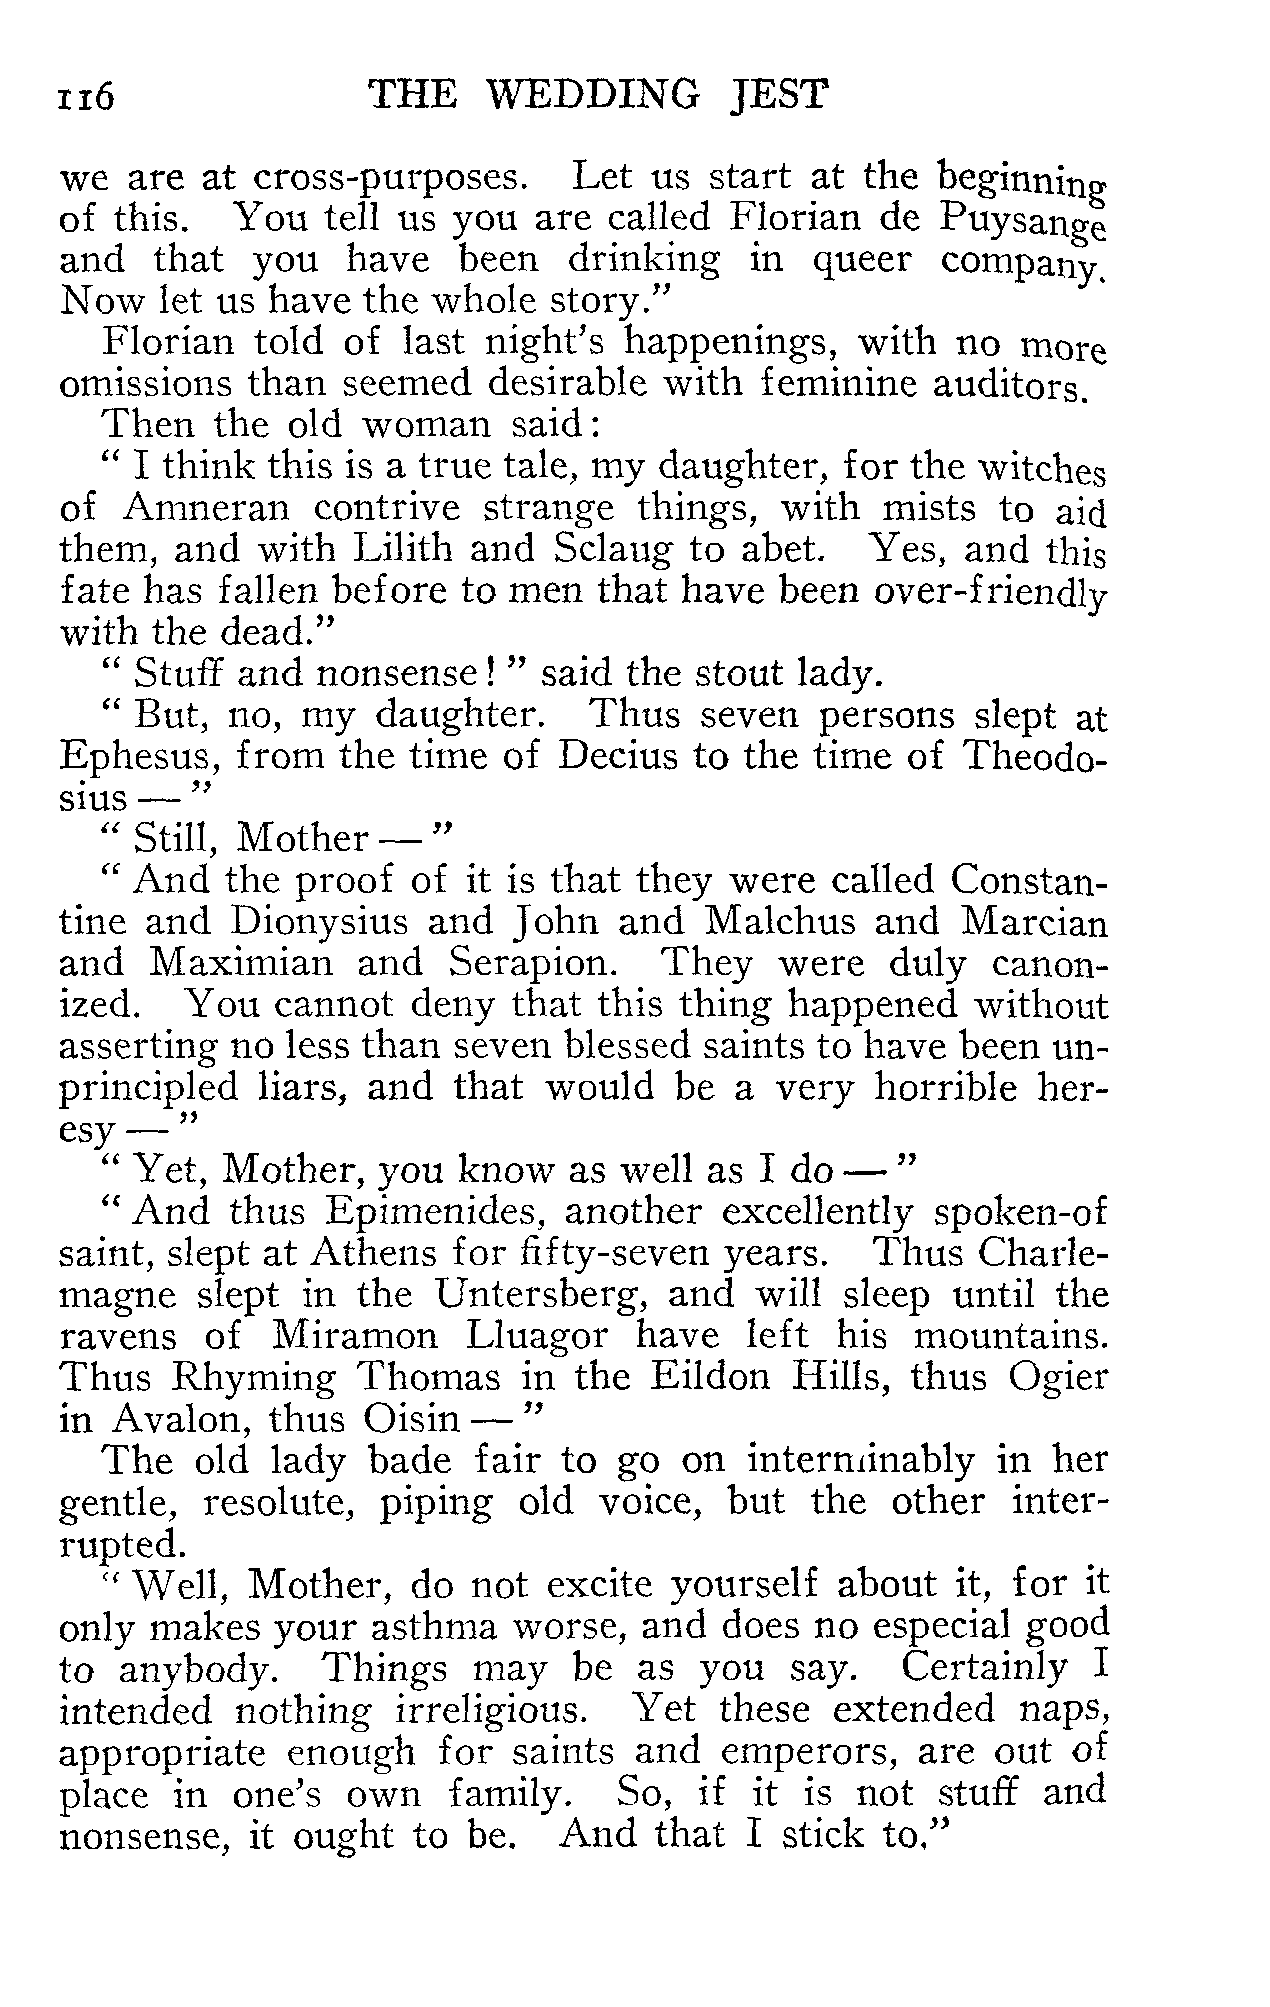 116 THE WEDDING JEST
we are at cross-purposes. Let us start at the beginning
of this. You tell us you are called Florian de Puysange
and that you have been drinking in queer company.
Now let us have the whole story.”
Florian told of last night's happenings, with no more
omissions than seemed desirable with feminine auditors.
Then the old woman said:
“ I think this is a true tale, my daughter, for the witches
of Amneran contrive strange things, with mists to aid
them, and with Lilith and Sclaug to abet. Yes, and this
fate has fallen before to men that have been over-friendly
with the dead.”
“ Stuff and nonsense! ” said the stout lady.
“ But, no, my daughter. Thus seven persons slept at
Ephesus, from the time of Decius to the time of Theodo-
sius — ”
“ Still, Mother — ”
“ And the proof of it is that they were called Constan-
tine and Dionysius and John and Malchus and Marcian
and Maximian and Serapion. They were duly canon-
ized. You cannot deny that this thing happened without
asserting no less than seven blessed saints to have been un-
principled liars, and that would be a very horrible her-
esy — ”
“ Yet, Mother, you know as well as I do — ”
“ And thus Epimenides, another excellently spoken-of
saint, slept at Athens for fifty-seven years. Thus Charle-
magne slept in the Untersberg, and will sleep until the
ravens of Miramon Lluagor have left his mountains.
Thus Rhyming Thomas in the Eildon Hills, thus Ogier
in Avalon, thus Oisin — ”
The old lady bade fair to go on interminably in her
gentle, resolute, piping old voice, but the other inter-
rupted.
“ Well, Mother, do not excite yourself about it, for it
only makes your asthma worse, and does no especial good
to anybody. Things may be as you say. Certainly I
intended nothing irreligious. Yet these extended naps,
appropriate enough for saints and emperors, are out of
place in one's own family. So, if it is not stuff and
nonsense, it ought to be. And that I stick to.”